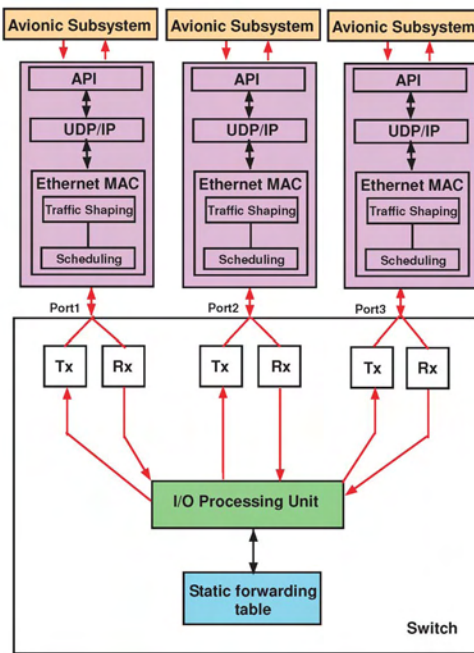 Avionic Subsystem Avionic Subsystem Avionic Subsystem
API API API
UDP/IP UDP/IP UDP/IP
Ethernet MAC Ethernet MAC Ethernet MAC
Traffic Shaping Traffic Shaping Traffic Shaping
Scheduling Scheduling Scheduling
Port1 Port2 Port3
Tx Rx Tx Rx Tx Rx
I/O Processing Unit
Static forwarding
table
Switch